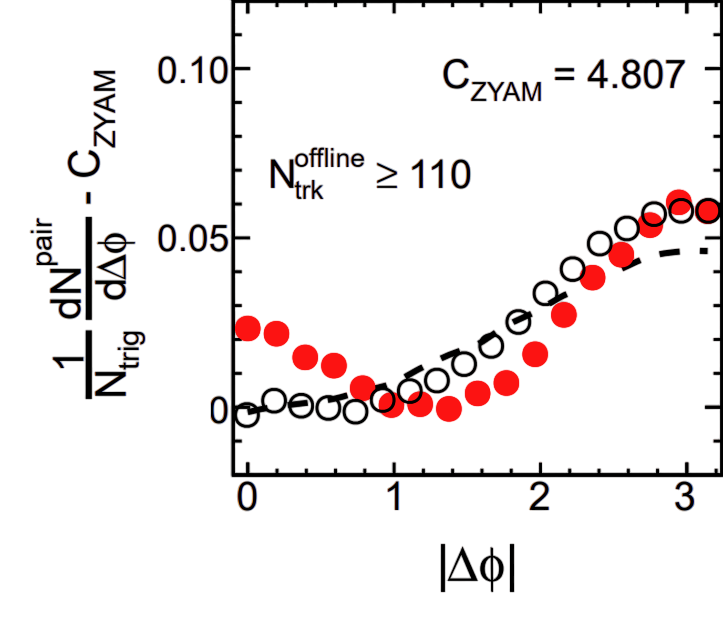 C_ZYAM = 4.807
N_trk^offline ≥ 110
0.10
0.05
0
1/N_trig dN^pair/dΔϕ - C_ZYAM
0 1 2 3
|Δϕ|